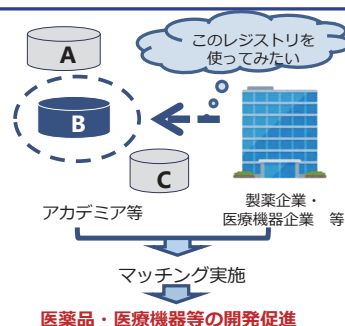 A
このレジストリを
使ってみたい
B
C
アカデミア等
製薬企業・
医療機器企業　等
マッチング実施
医薬品・医療機器等の開発促進